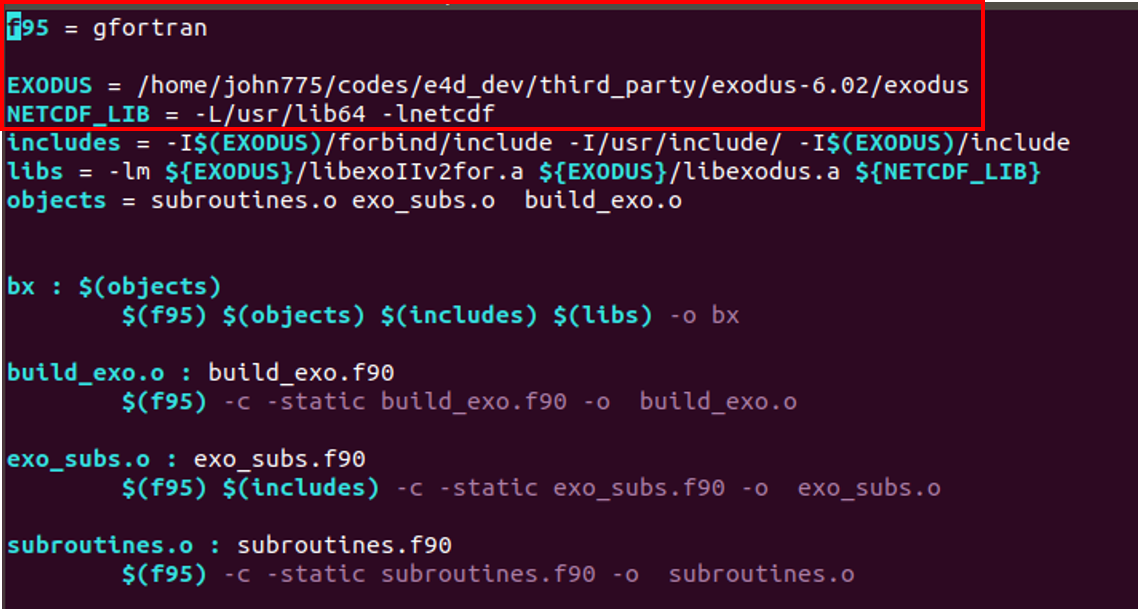 f95 = gfortran
EXODUS = /home/john775/codes/e4d_dev/third_party/exodus-6.02/exodus
NETCDF_LIB = -L/usr/lib64 -lnetcdf
includes = -I$(EXODUS)/forbind/include -I/usr/include/ -I$(EXODUS)/include
libs = -lm ${EXODUS}/libexoIIv2for.a ${EXODUS}/libexodus.a ${NETCDF_LIB}
objects = subroutines.o exo_subs.o  build_exo.o
bx : $(objects)
        $(f95) $(objects) $(includes) $(libs) -o bx
build_exo.o : build_exo.f90
        $(f95) -c -static build_exo.f90 -o  build_exo.o
exo_subs.o : exo_subs.f90
        $(f95) $(includes) -c -static exo_subs.f90 -o  exo_subs.o
subroutines.o : subroutines.f90
        $(f95) -c -static subroutines.f90 -o  subroutines.o